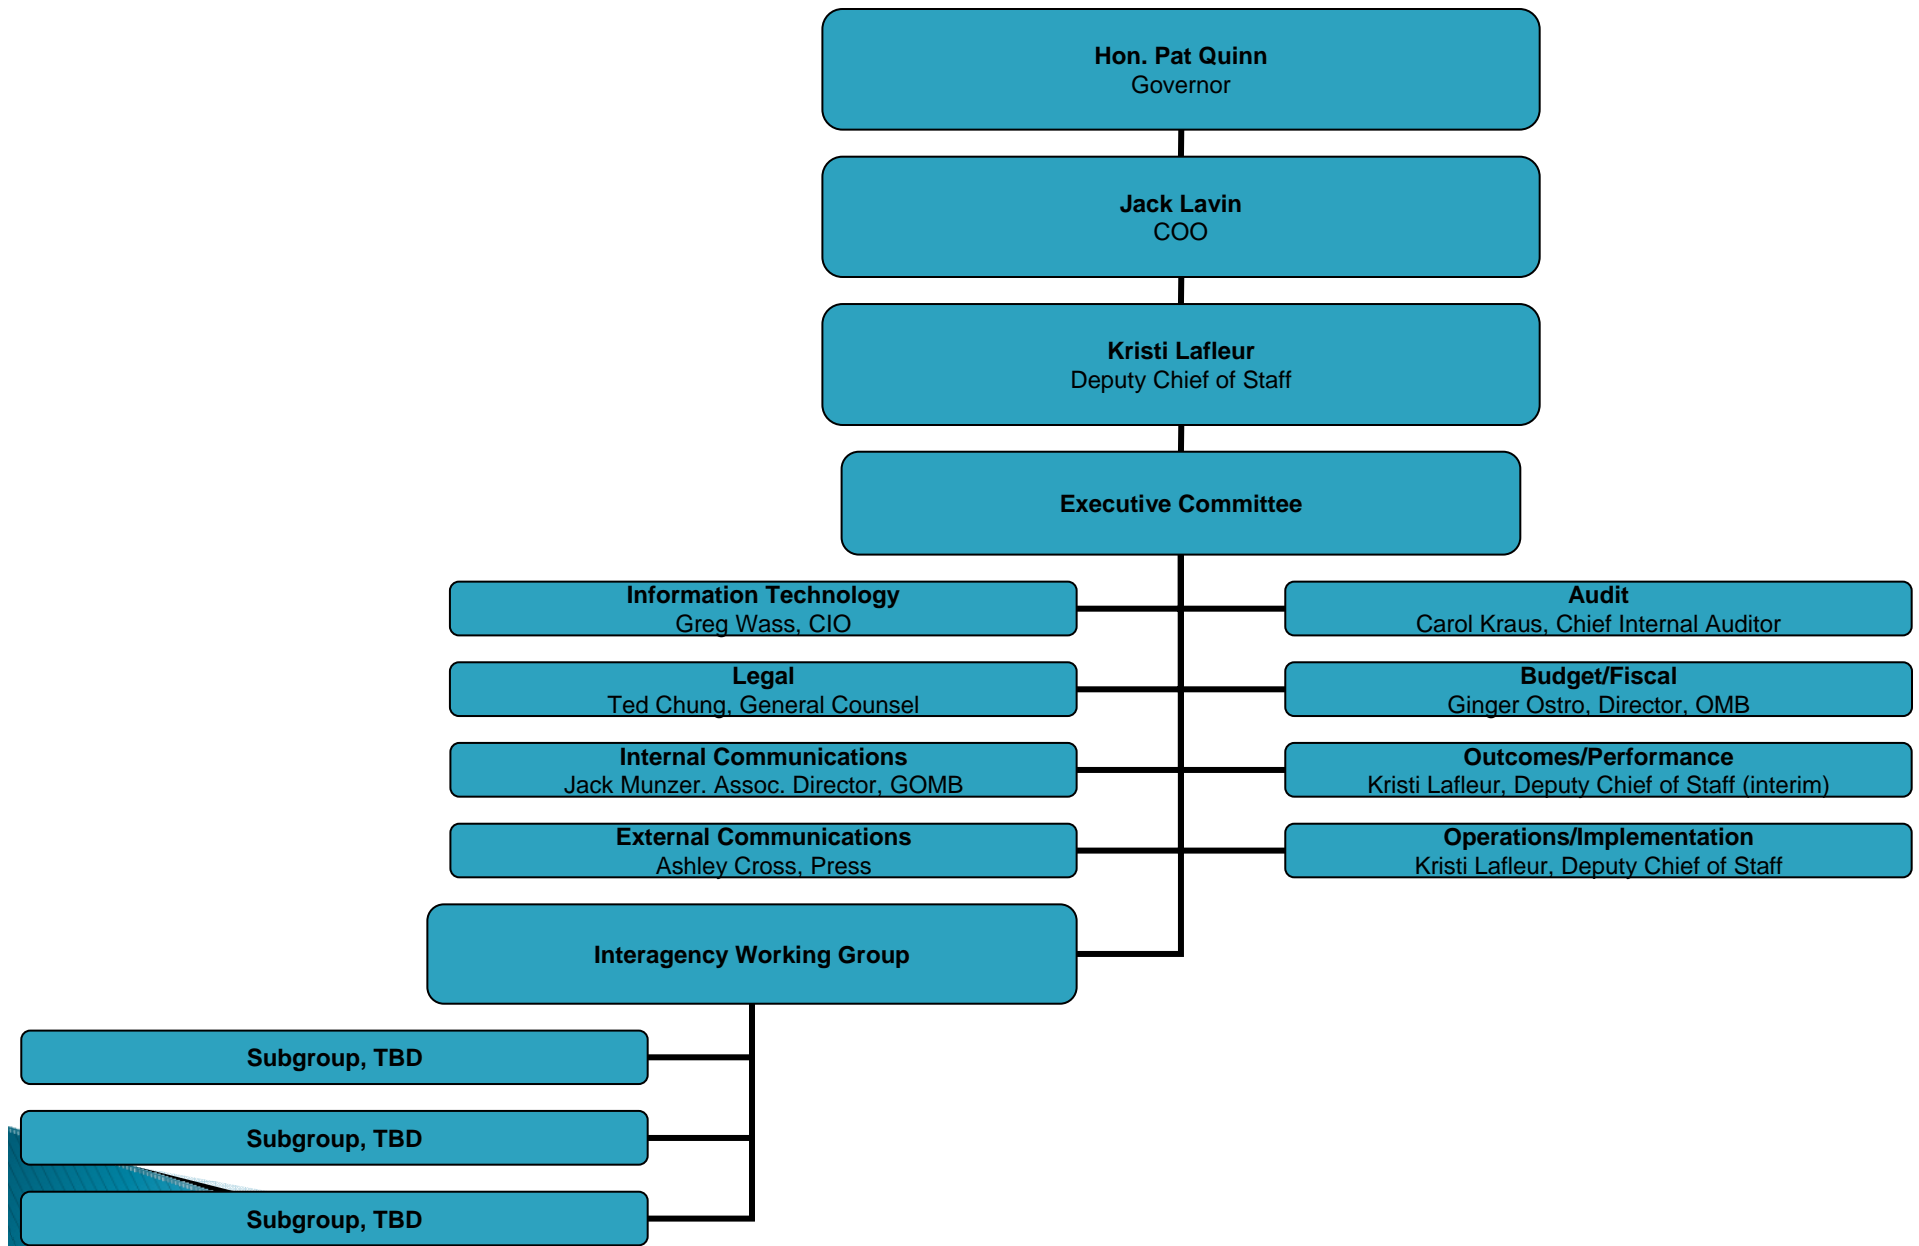 Hon. Pat Quinn
Governor
Jack Lavin
COO
Kristi Lafleur
Deputy Chief of Staff
Executive Committee
Information Technology
Greg Wass, CIO
Audit
Carol Kraus, Chief Internal Auditor
Legal
Ted Chung, General Counsel
Budget/Fiscal
Ginger Ostro, Director, OMB
Internal Communications
Jack Munzer. Assoc. Director, GOMB
Outcomes/Performance
Kristi Lafleur, Deputy Chief of Staff (interim)
External Communications
Ashley Cross, Press
Operations/Implementation
Kristi Lafleur, Deputy Chief of Staff
Interagency Working Group
Subgroup, TBD
Subgroup, TBD
Subgroup, TBD